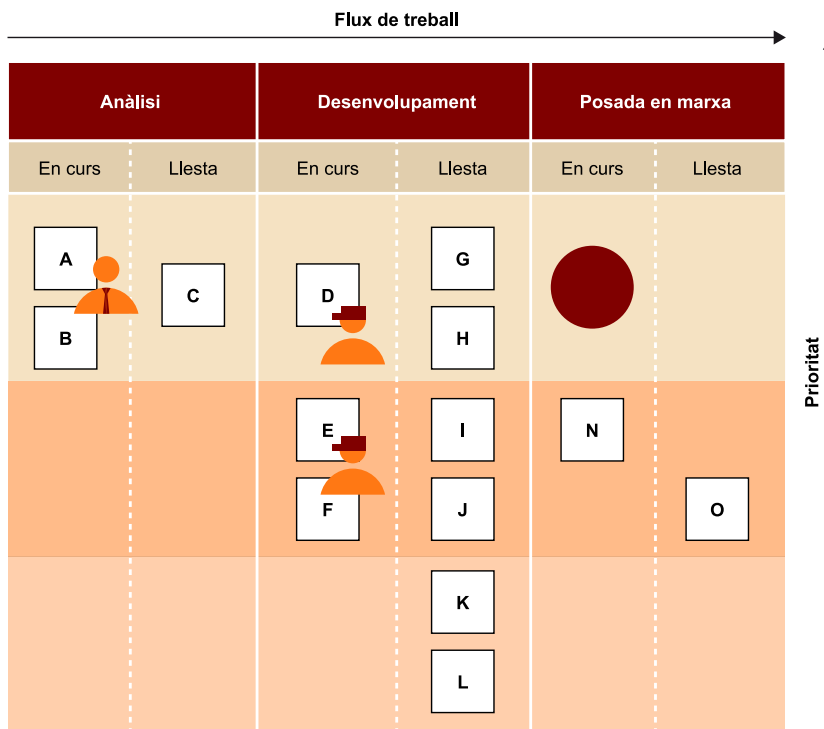 Flux de treball
Anàlisi
Desenvolupament
Posada en marxa
En curs
Llesta
En curs
Llesta
En curs
Llesta
A
B
C
D
G
H
E
F
I
J
N
O
K
L
Prioritat